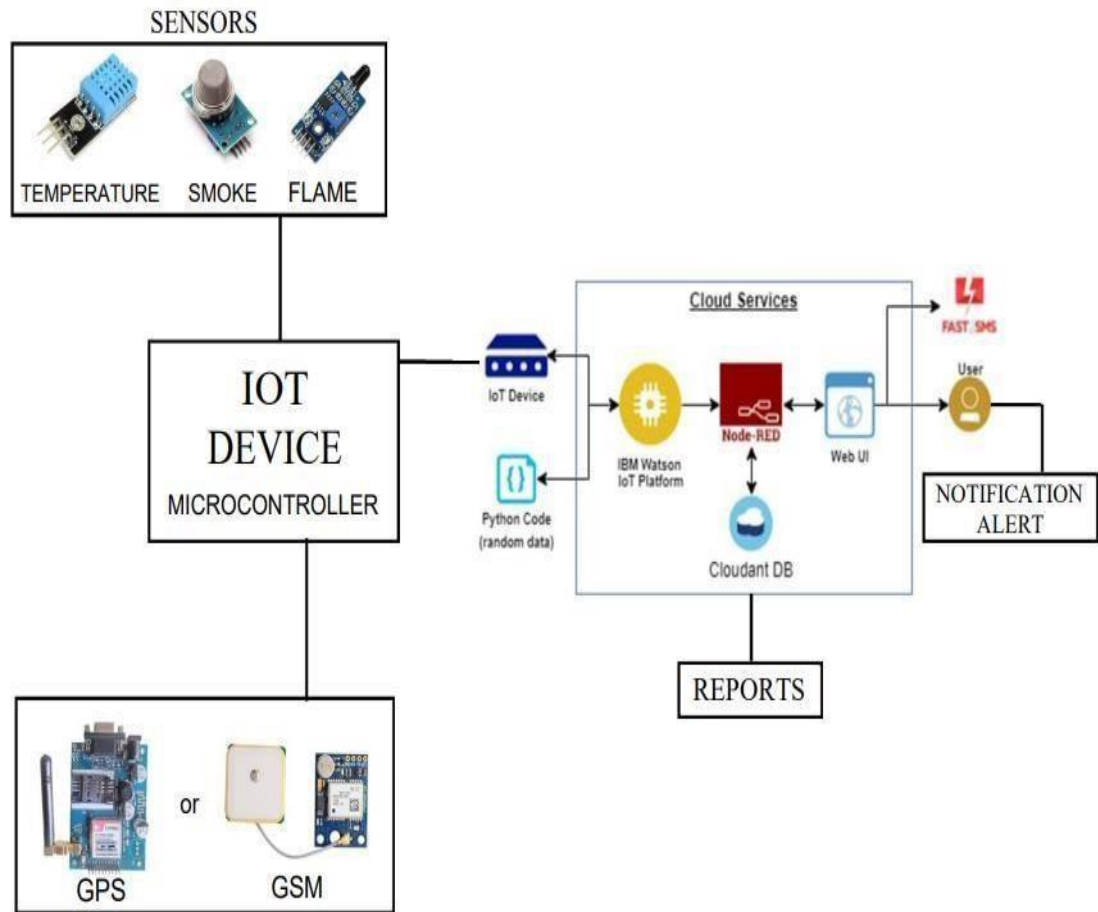 SENSORS
TEMPERATURE
SMOKE
FLAME
IOT
DEVICE
MICROCONTROLLER
IoT Device
Python Code
(random data)
Cloud Services
IBM Watson
IoT Platform
Node-RED
Cloudant DB
Web UI
FAST SMS
User
NOTIFICATION
ALERT
REPORTS
or
GPS
GSM